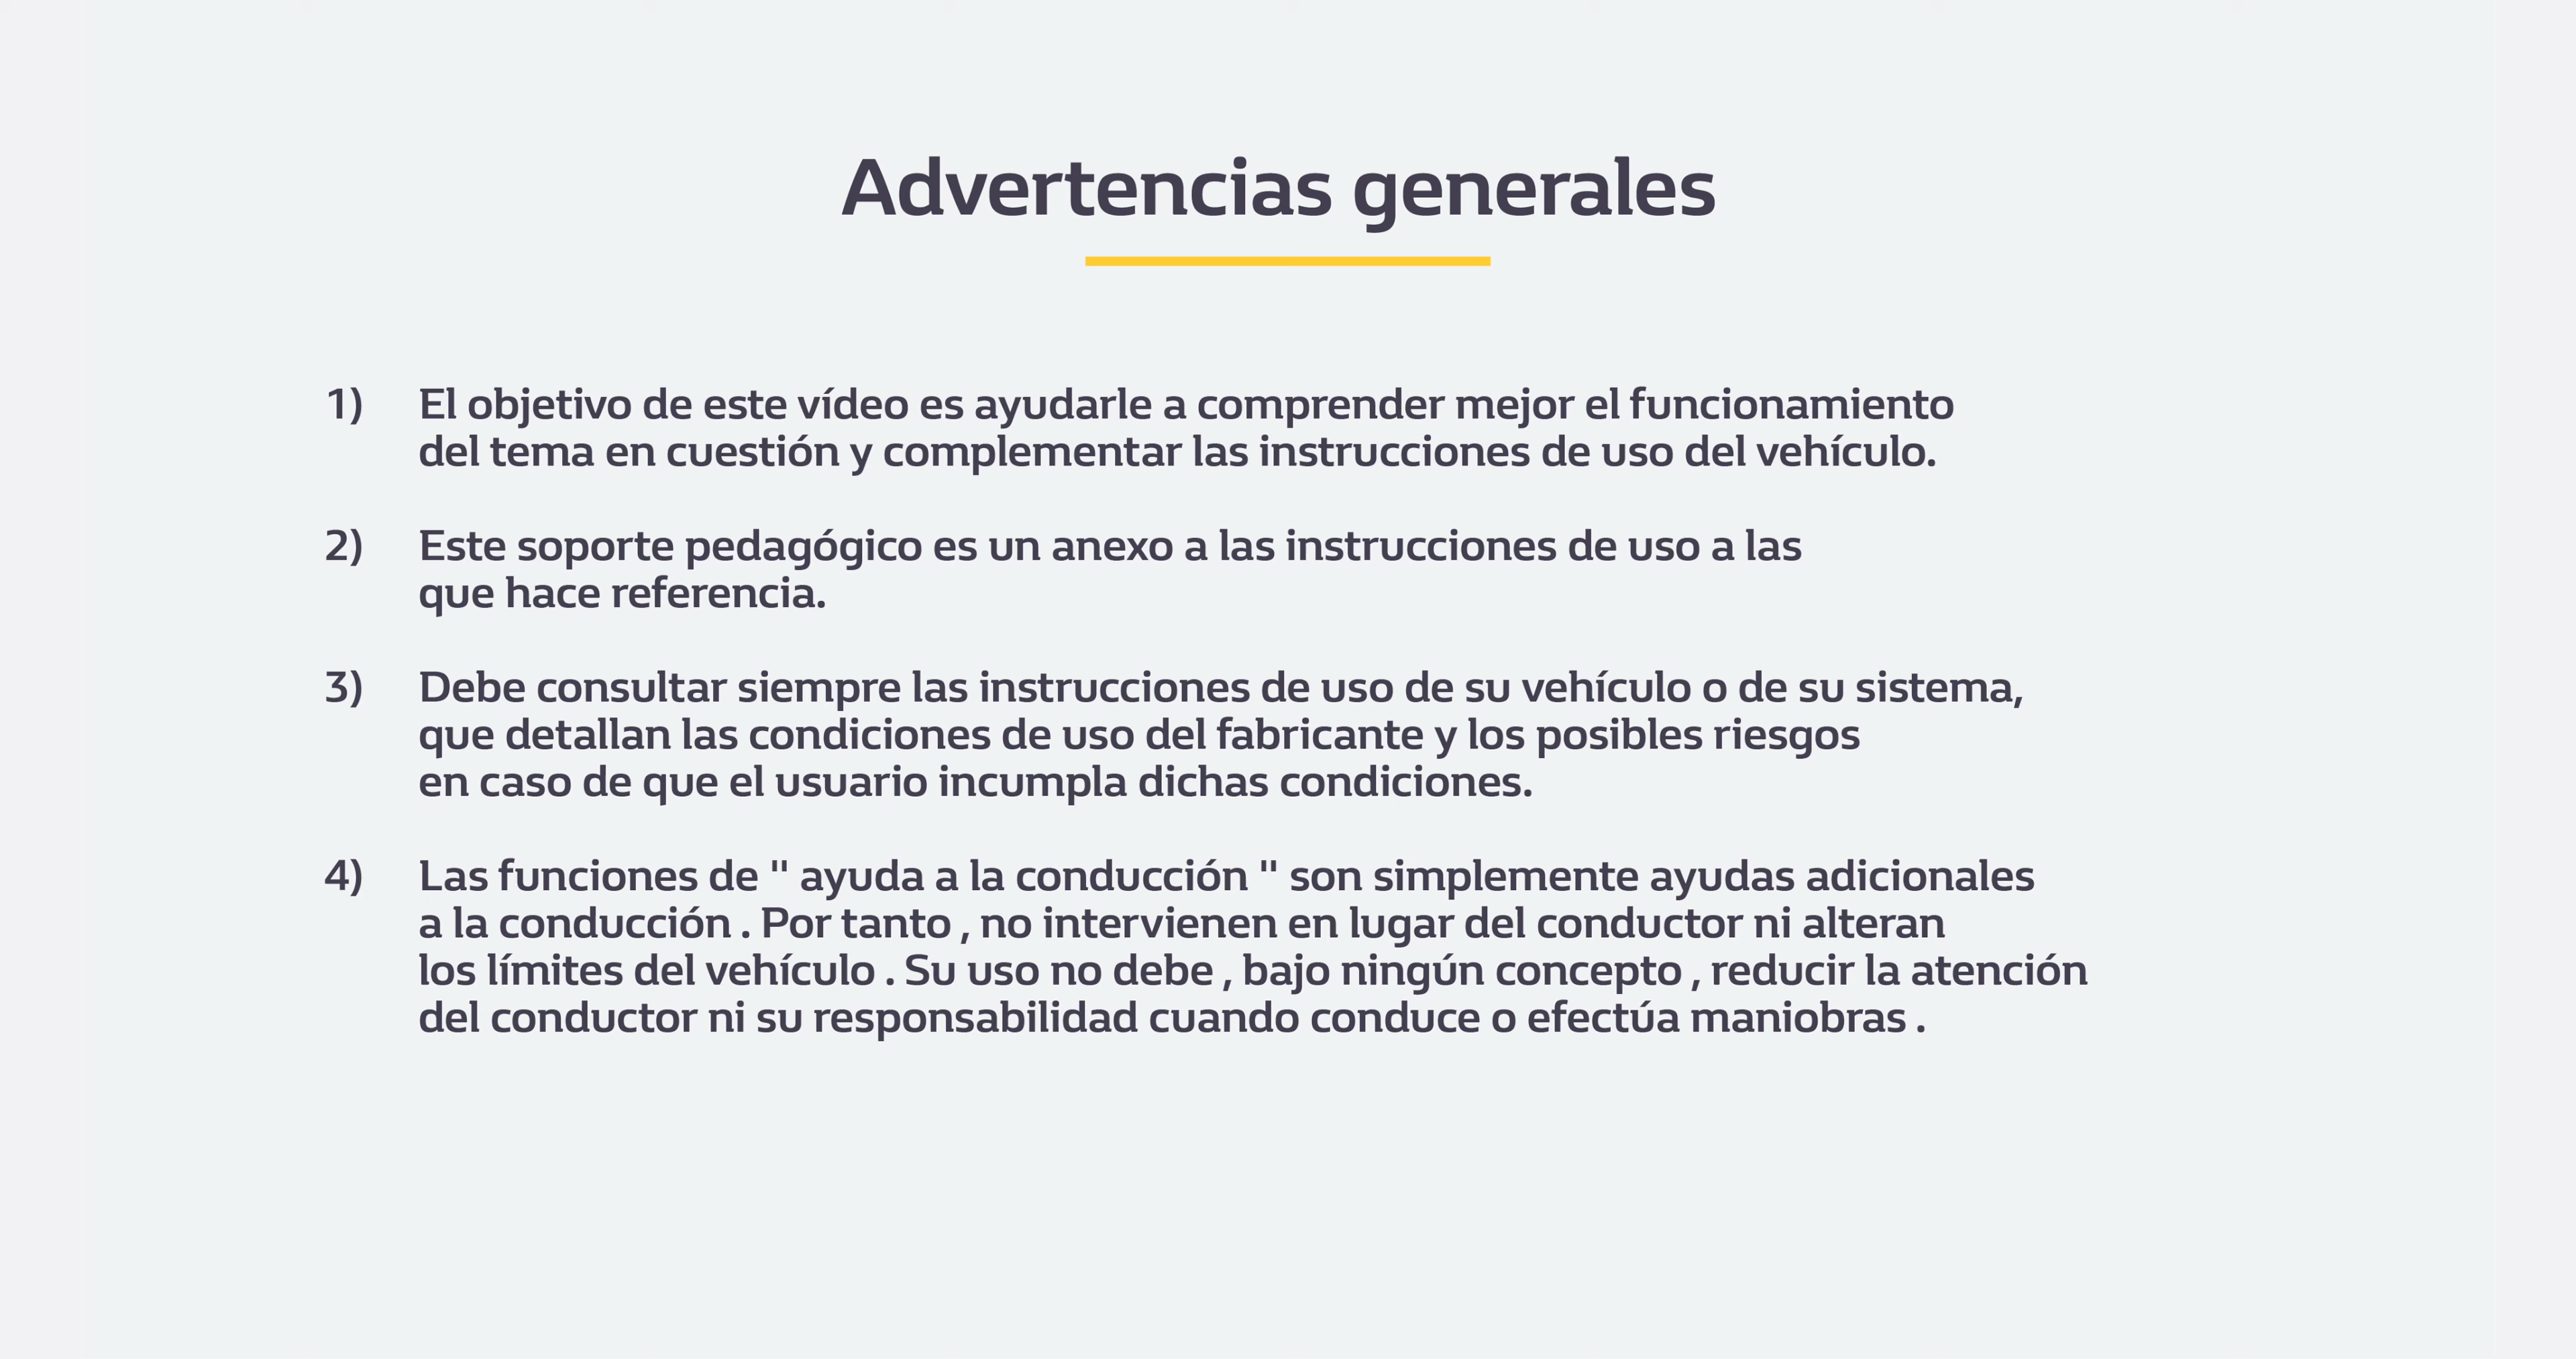 Advertencias generales
1) El objetivo de este vídeo es ayudarle a comprender mejor el funcionamiento
del tema en cuestión y complementar las instrucciones de uso del vehículo.
2) Este soporte pedagógico es un anexo a las instrucciones de uso a las
que hace referencia.
3) Debe consultar siempre las instrucciones de uso de su vehículo o de su sistema,
que detallan las condiciones de uso del fabricante y los posibles riesgos
en caso de que el usuario incumpla dichas condiciones.
4) Las funciones de " ayuda a la conducción " son simplemente ayudas adicionales
a la conducción . Por tanto , no intervienen en lugar del conductor ni alteran
los límites del vehículo . Su uso no debe , bajo ningún concepto , reducir la atención
del conductor ni su responsabilidad cuando conduce o efectúa maniobras .